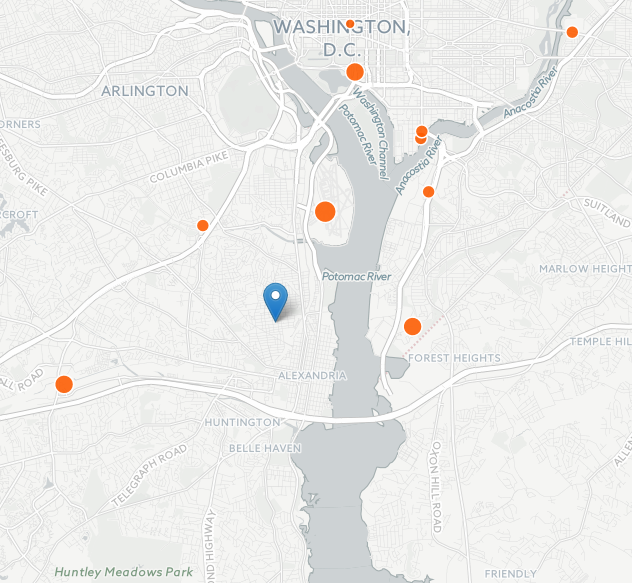 WASHINGTON,
D.C.
ARLINGTON
Anacostia River
Washington Channel
Potomac River
ORNERS
ESBURG PIKE
COLUMBIA PIKE
Anacostia River
RCROFT
SUITLAND
Potomac River
MARLOW HEIGHT
TEMPLE HIL
FOREST HEIGHTS
ALL ROAD
ALEXANDRIA
HUNTINGTON
BELLE HAVEN
TELEGRAPH ROAD
OXON HILL ROAD
ALLEN
OND HIGHWAY
Huntley Meadows Park
FRIENDLY